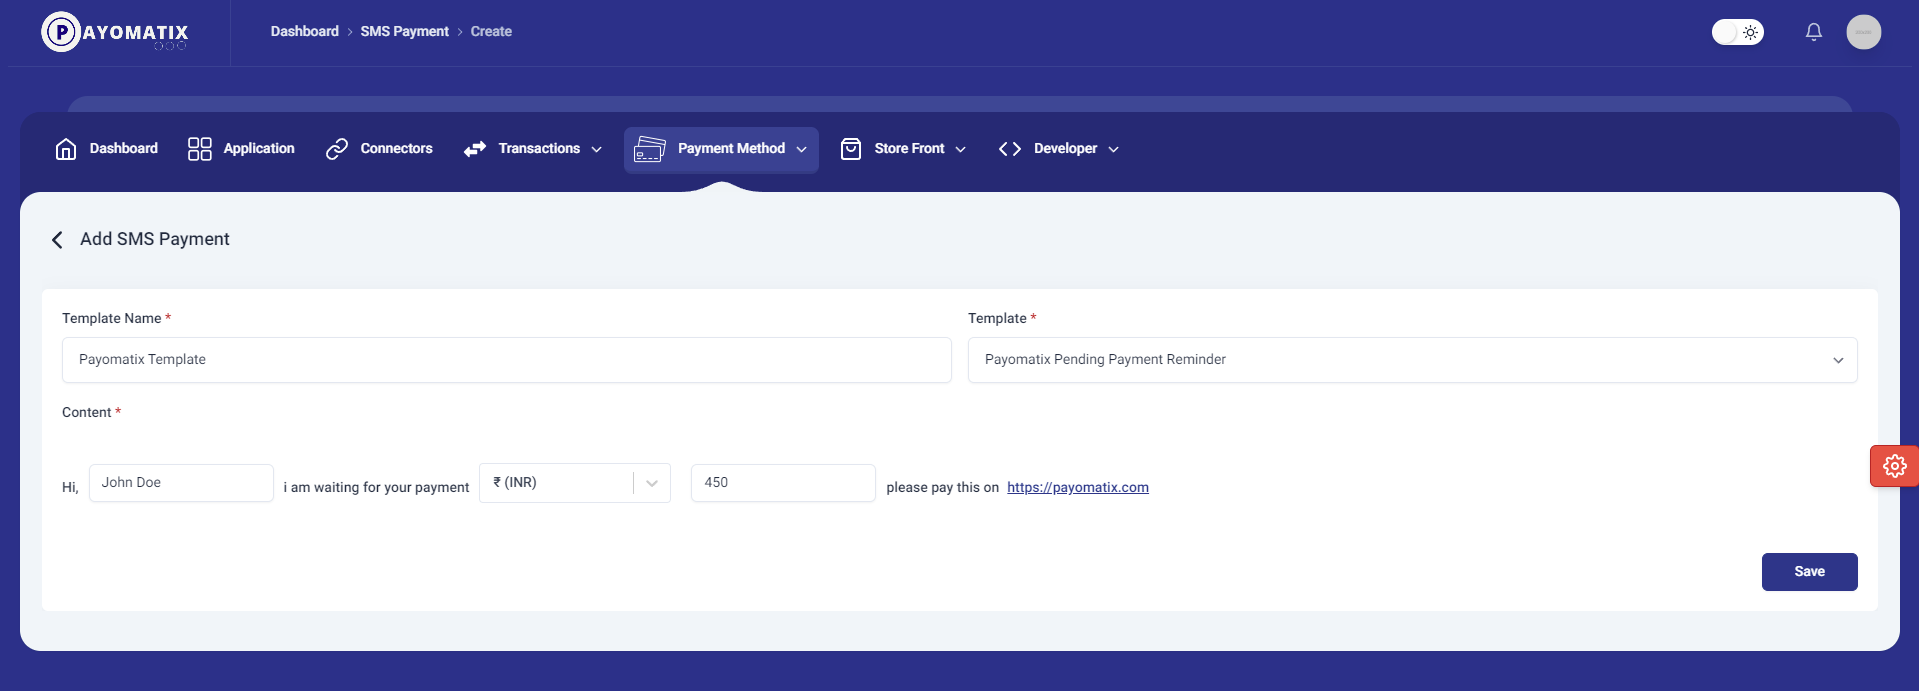 PAYOMATIX
Dashboard > SMS Payment > Create
Dashboard Application Connectors Transactions Payment Method Store Front Developer
Add SMS Payment
Template Name * Template *
Payomatix Template Payomatix Pending Payment Reminder
Content *
Hi, John Doe i am waiting for your payment ₹ (INR) 450 please pay this on https://payomatix.com
Save